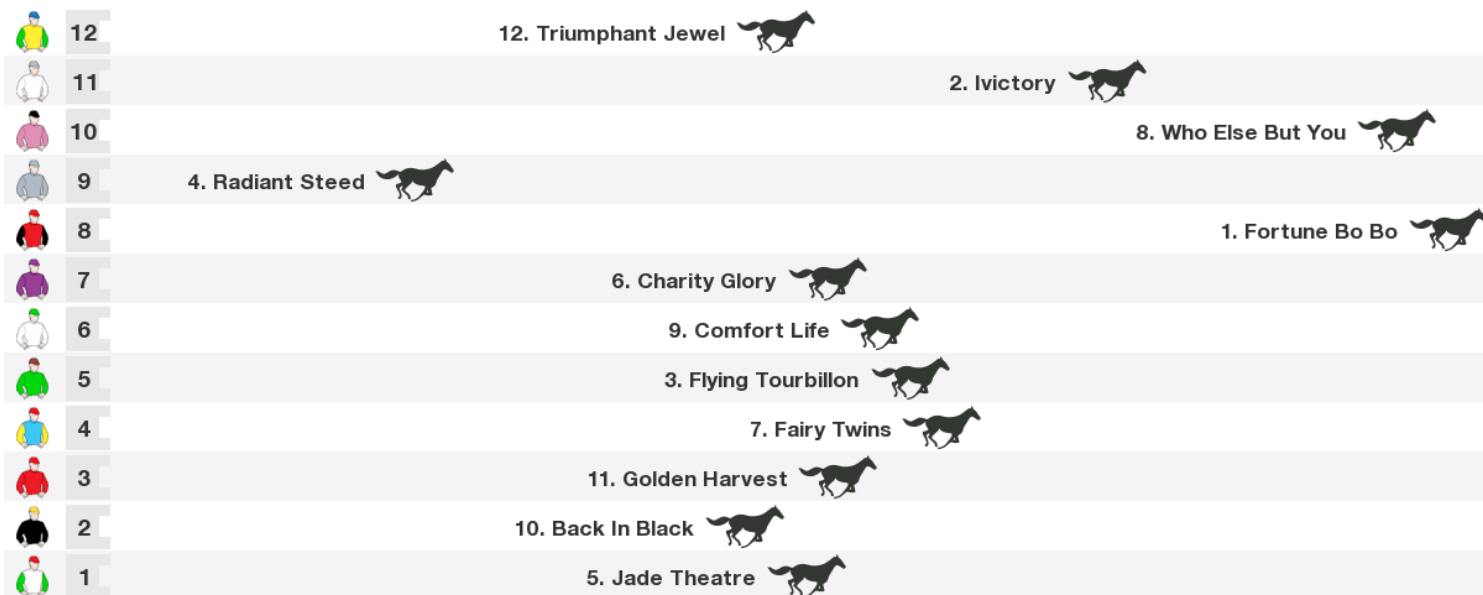 12 12. Triumphant Jewel
11 2. Ivictory
10 8. Who Else But You
9 4. Radiant Steed
8 1. Fortune Bo Bo
7 6. Charity Glory
6 9. Comfort Life
5 3. Flying Tourbillon
4 7. Fairy Twins
3 11. Golden Harvest
2 10. Back In Black
1 5. Jade Theatre